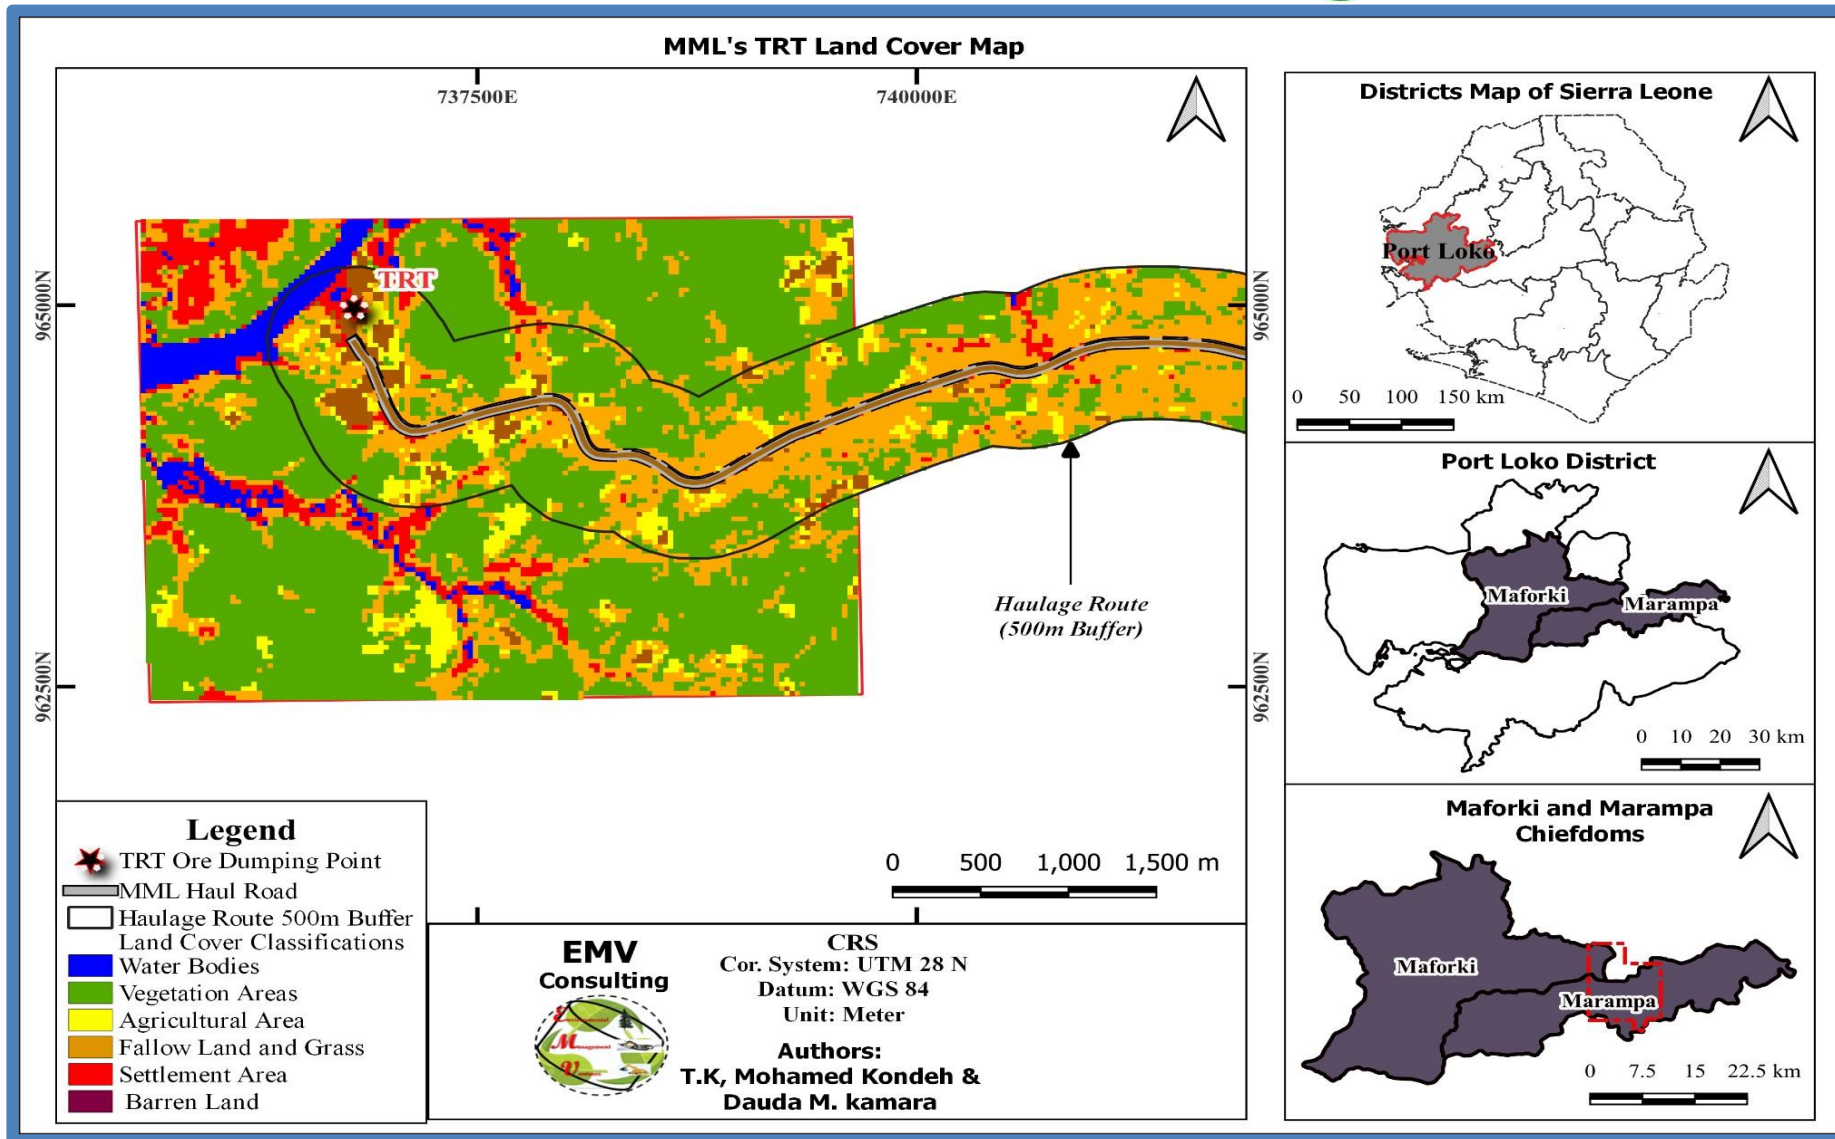 MML's TRT Land Cover Map
737500E
740000E
965000N
965000N
962500N
962500N
TRT
Haulage Route
(500m Buffer)
0 500 1,000 1,500 m
Legend
TRT Ore Dumping Point
MML Haul Road
Haulage Route 500m Buffer
Land Cover Classifications
Water Bodies
Vegetation Areas
Agricultural Area
Fallow Land and Grass
Settlement Area
Barren Land
EMV
Consulting
Environmental
Management
Ventures
CRS
Cor. System: UTM 28 N
Datum: WGS 84
Unit: Meter
Authors:
T.K, Mohamed Kondeh &
Dauda M. kamara
Districts Map of Sierra Leone
Port Loko
0 50 100 150 km
Port Loko District
Maforki
Marampa
0 10 20 30 km
Maforki and Marampa
Chiefdoms
Maforki
Marampa
0 7.5 15 22.5 km